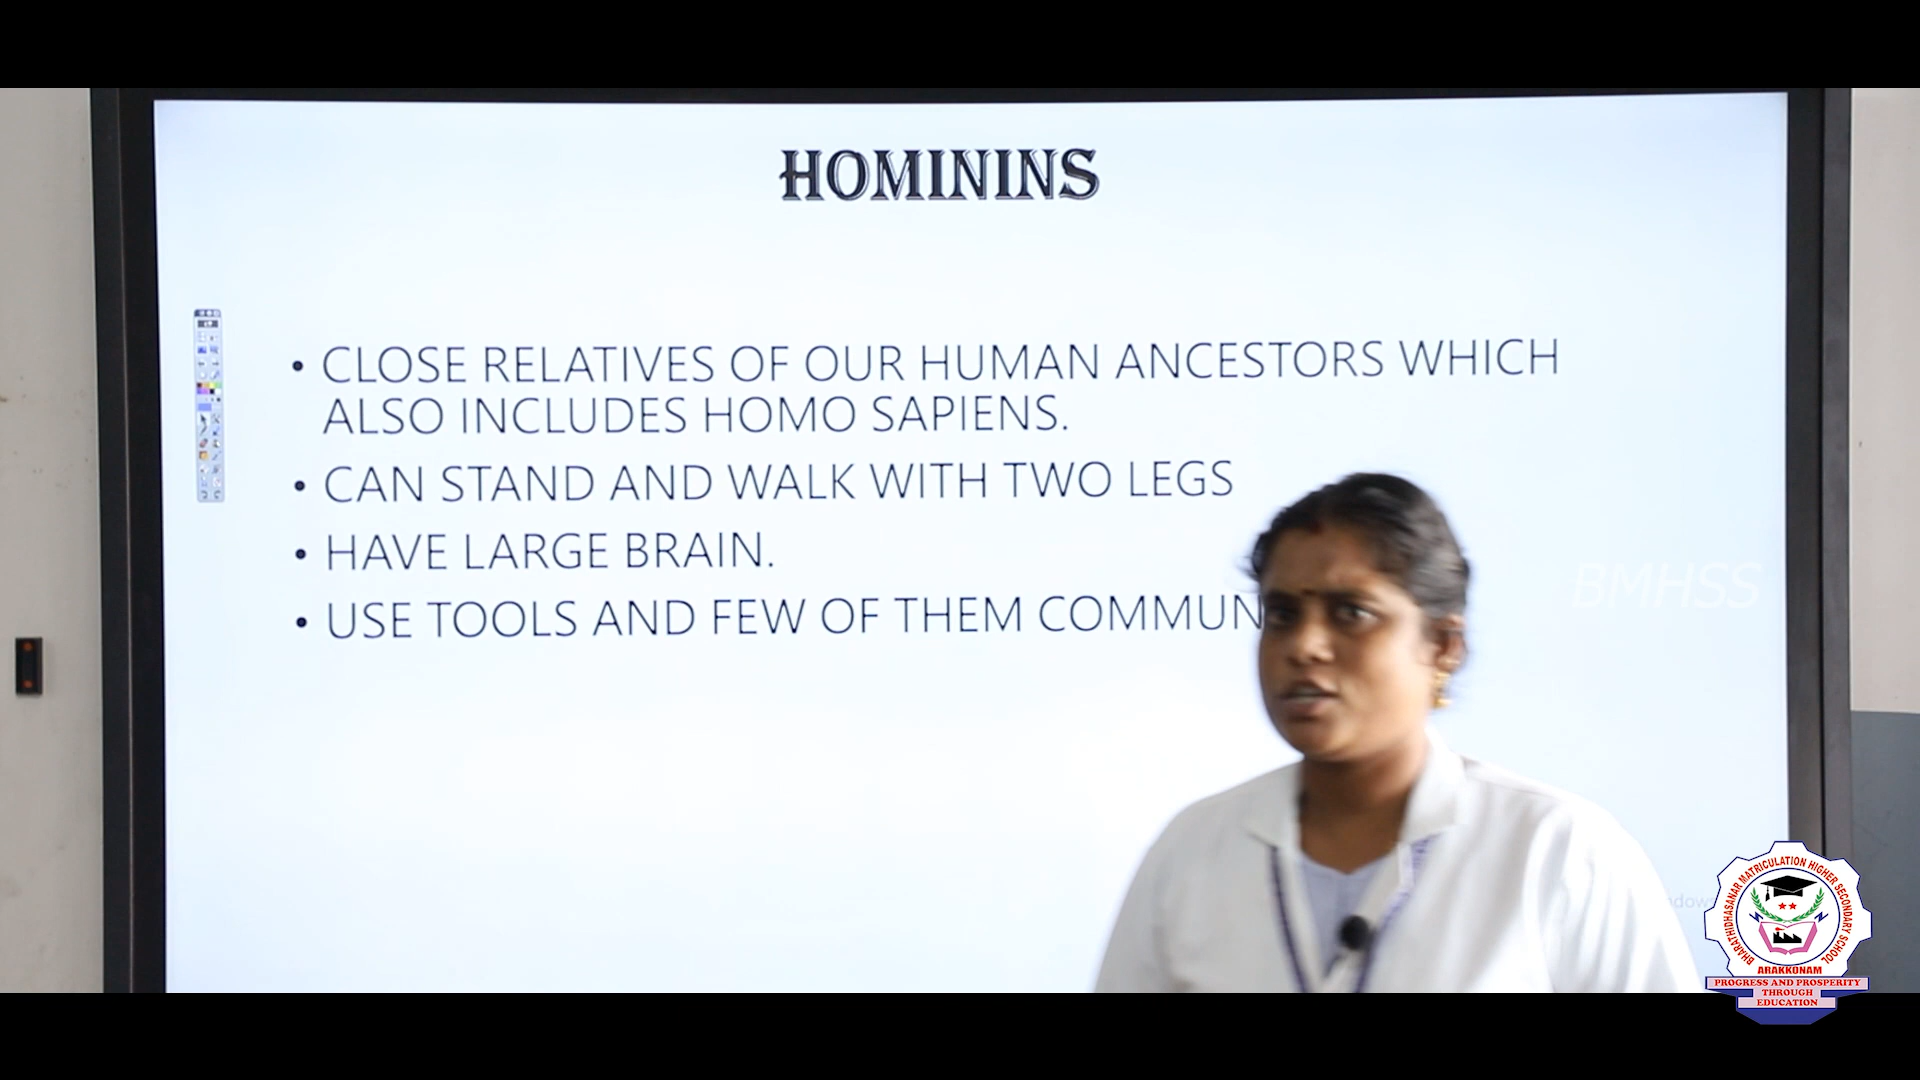 HOMININS
• CLOSE RELATIVES OF OUR HUMAN ANCESTORS WHICH
ALSO INCLUDES HOMO SAPIENS.
• CAN STAND AND WALK WITH TWO LEGS
• HAVE LARGE BRAIN.
• USE TOOLS AND FEW OF THEM COMMUN
BMHSS
BHARATHIDHASANAR MATRICULATION HIGHER SECONDARY SCHOOL
ARAKKONAM
PROGRESS AND PROSPERITY
THROUGH
EDUCATION